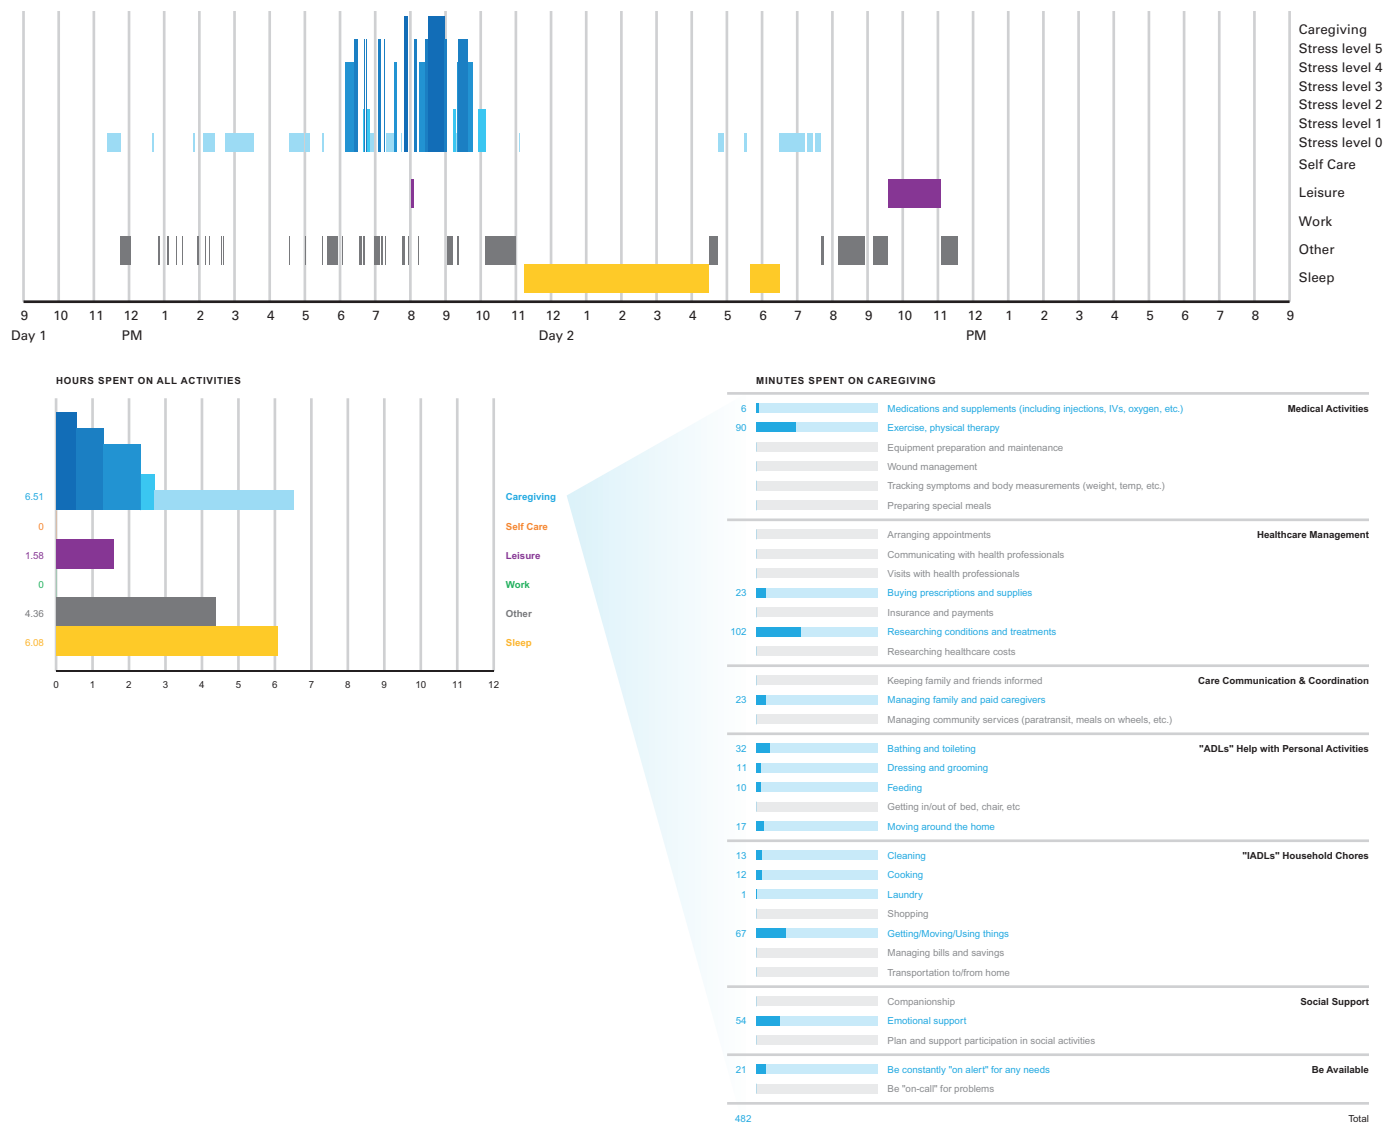 Caregiving
Stress level 5
Stress level 4
Stress level 3
Stress level 2
Stress level 1
Stress level 0
Self Care
Leisure
Work
Other
Sleep
9 10 11 12 1 2 3 4 5 6 7 8 9 10 11 12 1 2 3 4 5 6 7 8 9 10 11 12 1 2 3 4 5 6 7 8 9
Day 1 PM Day 2 PM
HOURS SPENT ON ALL ACTIVITIES
6.51 Caregiving
0 Self Care
1.58 Leisure
0 Work
4.36 Other
6.08 Sleep
0 1 2 3 4 5 6 7 8 9 10 11 12
MINUTES SPENT ON CAREGIVING
6 Medications and supplements (including injections, IVs, oxygen, etc.) Medical Activities
90 Exercise, physical therapy
Equipment preparation and maintenance
Wound management
Tracking symptoms and body measurements (weight, temp, etc.)
Preparing special meals
Arranging appointments Healthcare Management
Communicating with health professionals
Visits with health professionals
23 Buying prescriptions and supplies
Insurance and payments
102 Researching conditions and treatments
Researching healthcare costs
Keeping family and friends informed Care Communication & Coordination
23 Managing family and paid caregivers
Managing community services (paratransit, meals on wheels, etc.)
32 Bathing and toileting "ADLs" Help with Personal Activities
11 Dressing and grooming
10 Feeding
Getting in/out of bed, chair, etc
17 Moving around the home
13 Cleaning "IADLs" Household Chores
12 Cooking
1 Laundry
Shopping
67 Getting/Moving/Using things
Managing bills and savings
Transportation to/from home
Companionship Social Support
54 Emotional support
Plan and support participation in social activities
21 Be constantly "on alert" for any needs Be Available
Be "on-call" for problems
482 Total